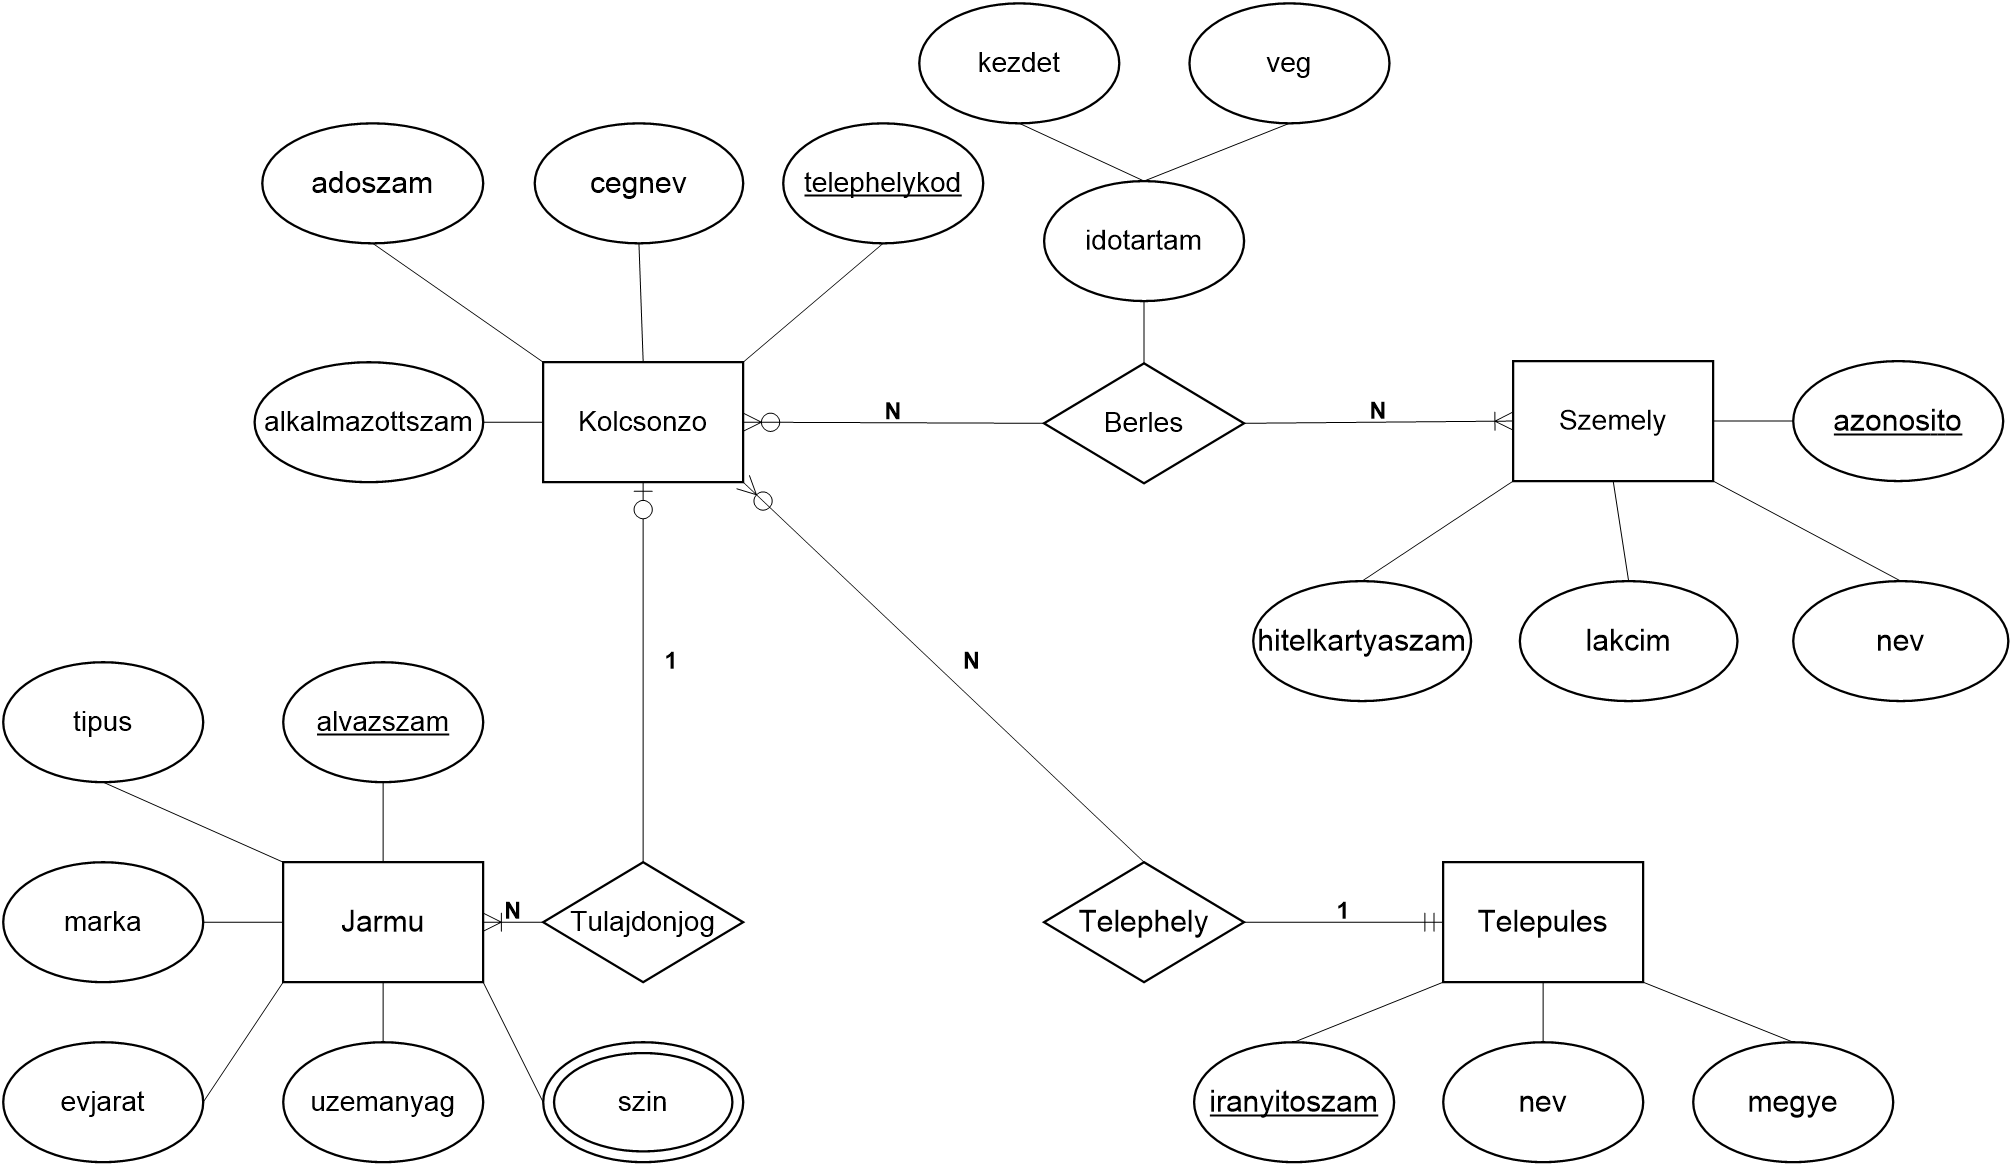 kezdet
veg
adoszam
cegnev
telephelykod
idotartam
alkalmazottszam
Kolcsonzo
N
Berles
N
Szemely
azonosito
hitelkartyaszam
lakcim
nev
1
N
tipus
alvazszam
marka
Jarmu
N
Tulajdonjog
Telephely
1
Telepules
evjarat
uzemanyag
szin
iranyitoszam
nev
megye